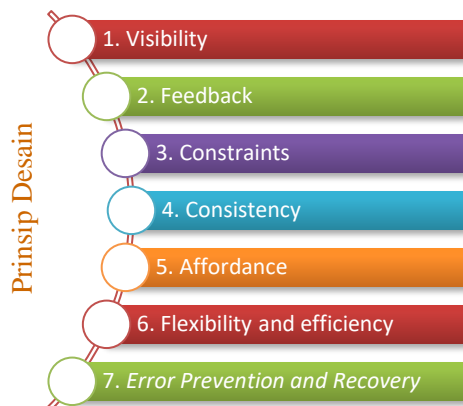 Prinsip Desain
1. Visibility
2. Feedback
3. Constraints
4. Consistency
5. Affordance
6. Flexibility and efficiency
7. Error Prevention and Recovery